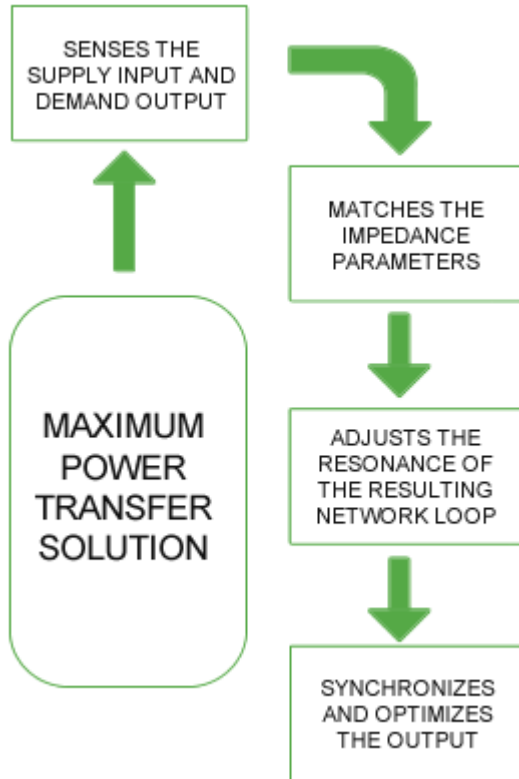 SENSES THE
SUPPLY INPUT AND
DEMAND OUTPUT
MATCHES THE
IMPEDANCE
PARAMETERS
MAXIMUM
POWER
TRANSFER
SOLUTION
ADJUSTS THE
RESONANCE OF
THE RESULTING
NETWORK LOOP
SYNCHRONIZES
AND OPTIMIZES
THE OUTPUT